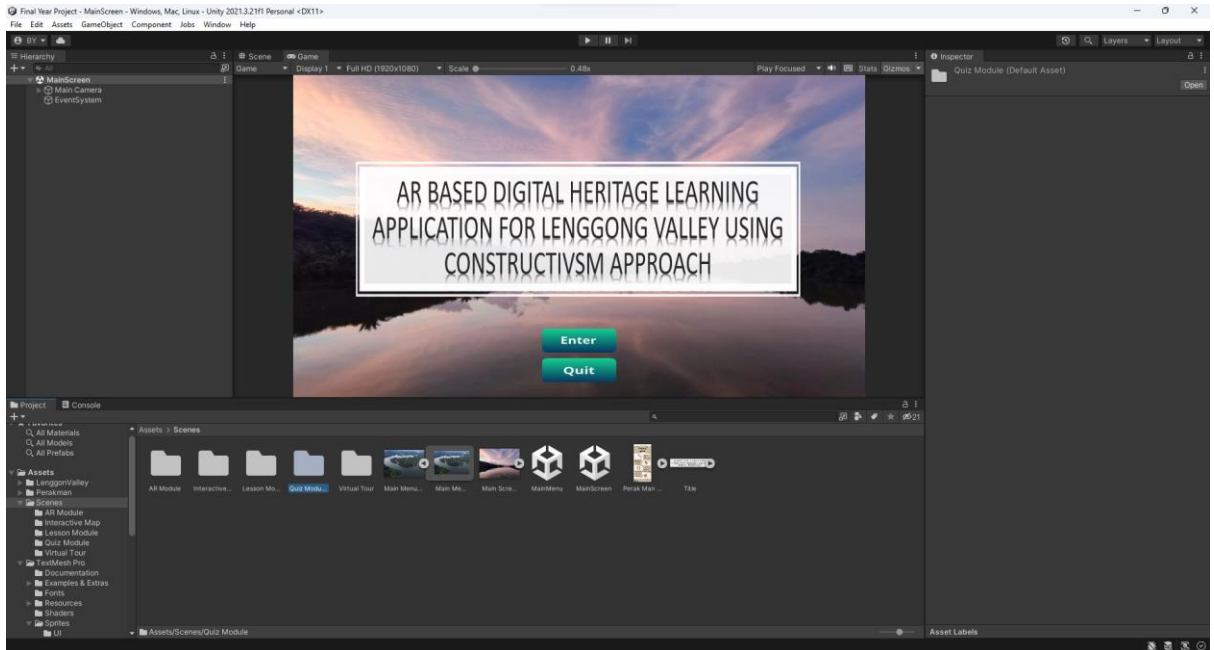 Final Year Project - MainScreen - Windows, Mac, Linux - Unity 2021.3.21f1 Personal <DX11>
File Edit Assets GameObject Component Jobs Window Help
BY
Layers
Layout
Hierarchy
Scene
Game
Inspector
All
Game
Display 1
Full HD (1920x1080)
Scale
0.48x
Play Focused
Stats
Gizmos
MainScreen
Main Camera
EventSystem
Quiz Module (Default Asset)
Open
AR BASED DIGITAL HERITAGE LEARNING
APPLICATION FOR LENGGONG VALLEY USING
CONSTRUCTIVSM APPROACH
Enter
Quit
Project
Console
21
Favorites
All Materials
All Models
All Prefabs
Assets
LenggonValley
Perakman
Scenes
AR Module
Interactive Map
Lesson Module
Quiz Module
Virtual Tour
TextMesh Pro
Documentation
Examples & Extras
Fonts
Resources
Shaders
Sprites
UI
Assets > Scenes
AR Module
Interactive...
Lesson Mo...
Quiz Modu...
Virtual Tour
Main Menu...
Main Me...
Main Scre...
MainMenu
MainScreen
Perak Man ...
Title
Assets/Scenes/Quiz Module
Asset Labels